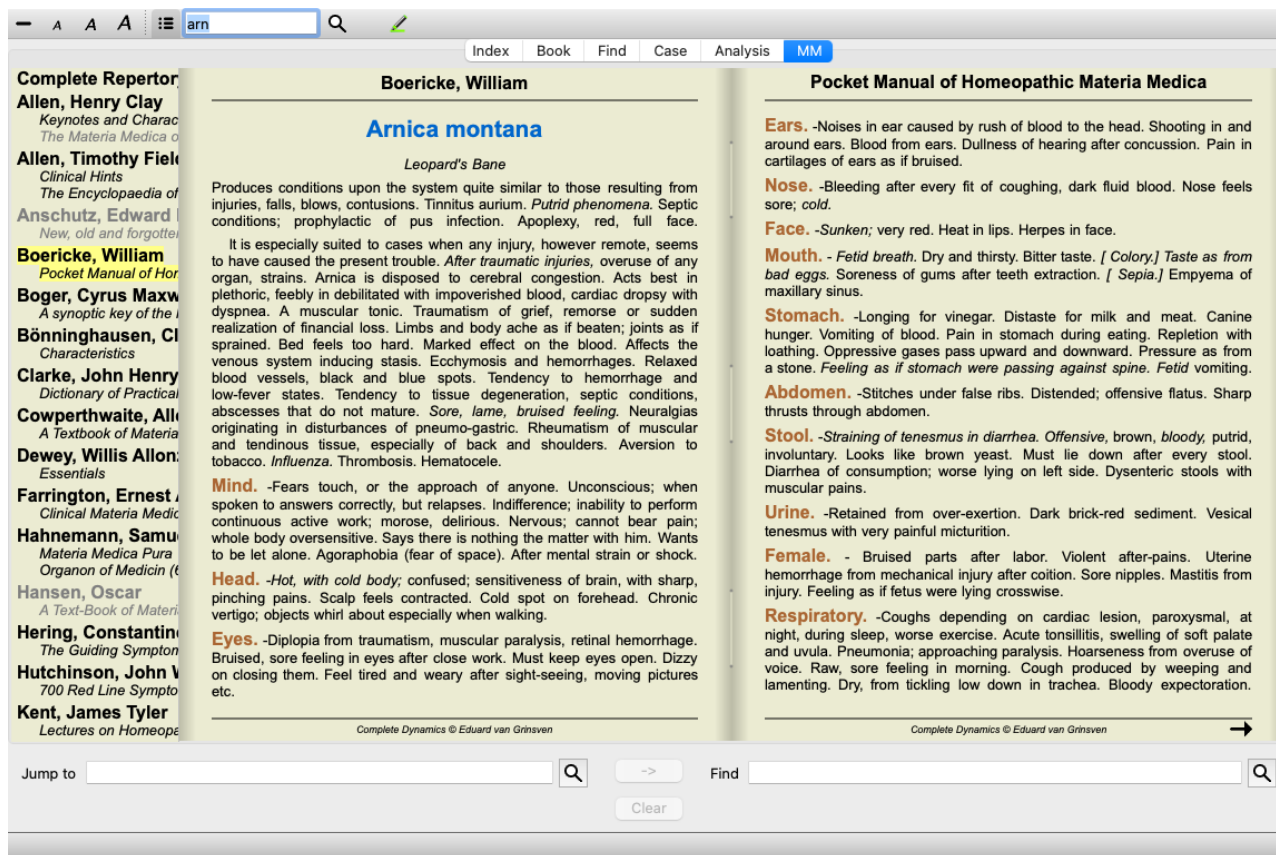 A A A arn
Index Book Find Case Analysis MM
Complete Repertor
Allen, Henry Clay
Keynotes and Charac
The Materia Medica o
Allen, Timothy Field
Clinical Hints
The Encyclopaedia of
Anschutz, Edward
New, old and forgotter
Boericke, William
Pocket Manual of Hor
Boger, Cyrus Maxw
A synoptic key of the
Bönninghausen, Cl
Characteristics
Clarke, John Henry
Dictionary of Practical
Cowperthwaite, Alle
A Textbook of Materia
Dewey, Willis Allon
Essentials
Farrington, Ernest
Clinical Materia Medic
Hahnemann, Samu
Materia Medica Pura
Organon of Medicin (6
Hansen, Oscar
A Text-Book of Materi
Hering, Constantin
The Guiding Sympton
Hutchinson, John W
700 Red Line Sympto
Kent, James Tyler
Lectures on Homeopa
Boericke, William
Arnica montana
Leopard's Bane
Produces conditions upon the system quite similar to those resulting from
injuries, falls, blows, contusions. Tinnitus aurium. Putrid phenomena. Septic
conditions; prophylactic of pus infection. Apoplexy, red, full face.
It is especially suited to cases when any injury, however remote, seems
to have caused the present trouble. After traumatic injuries, overuse of any
organ, strains. Arnica is disposed to cerebral congestion. Acts best in
plethoric, feebly in debilitated with impoverished blood, cardiac dropsy with
dyspnea. A muscular tonic. Traumatism of grief, remorse or sudden
realization of financial loss. Limbs and body ache as if beaten; joints as if
sprained. Bed feels too hard. Marked effect on the blood. Affects the
venous system inducing stasis. Ecchymosis and hemorrhages. Relaxed
blood vessels, black and blue spots. Tendency to hemorrhage and
low-fever states. Tendency to tissue degeneration, septic conditions,
abscesses that do not mature. Sore, lame, bruised feeling. Neuralgias
originating in disturbances of pneumo-gastric. Rheumatism of muscular
and tendinous tissue, especially of back and shoulders. Aversion to
tobacco. Influenza. Thrombosis. Hematocele.
Mind. -Fears touch, or the approach of anyone. Unconscious; when
spoken to answers correctly, but relapses. Indifference; inability to perform
continuous active work; morose, delirious. Nervous; cannot bear pain;
whole body oversensitive. Says there is nothing the matter with him. Wants
to be let alone. Agoraphobia (fear of space). After mental strain or shock.
Head. -Hot, with cold body; confused; sensitiveness of brain, with sharp,
pinching pains. Scalp feels contracted. Cold spot on forehead. Chronic
vertigo; objects whirl about especially when walking.
Eyes. -Diplopia from traumatism, muscular paralysis, retinal hemorrhage.
Bruised, sore feeling in eyes after close work. Must keep eyes open. Dizzy
on closing them. Feel tired and weary after sight-seeing, moving pictures
etc.
Complete Dynamics © Eduard van Grinsven
Pocket Manual of Homeopathic Materia Medica
Ears. -Noises in ear caused by rush of blood to the head. Shooting in and
around ears. Blood from ears. Dullness of hearing after concussion. Pain in
cartilages of ears as if bruised.
Nose. -Bleeding after every fit of coughing, dark fluid blood. Nose feels
sore; cold.
Face. -Sunken; very red. Heat in lips. Herpes in face.
Mouth. - Fetid breath. Dry and thirsty. Bitter taste. [ Colory.] Taste as from
bad eggs. Soreness of gums after teeth extraction. [ Sepia.] Empyema of
maxillary sinus.
Stomach. -Longing for vinegar. Distaste for milk and meat. Canine
hunger. Vomiting of blood. Pain in stomach during eating. Repletion with
loathing. Oppressive gases pass upward and downward. Pressure as from
a stone. Feeling as if stomach were passing against spine. Fetid vomiting.
Abdomen. -Stitches under false ribs. Distended; offensive flatus. Sharp
thrusts through abdomen.
Stool. -Straining of tenesmus in diarrhea. Offensive, brown, bloody, putrid,
involuntary. Looks like brown yeast. Must lie down after every stool.
Diarrhea of consumption; worse lying on left side. Dysenteric stools with
muscular pains.
Urine. -Retained from over-exertion. Dark brick-red sediment. Vesical
tenesmus with very painful micturition.
Female. - Bruised parts after labor. Violent after-pains. Uterine
hemorrhage from mechanical injury after coition. Sore nipples. Mastitis from
injury. Feeling as if fetus were lying crosswise.
Respiratory. -Coughs depending on cardiac lesion, paroxysmal, at
night, during sleep, worse exercise. Acute tonsillitis, swelling of soft palate
and uvula. Pneumonia; approaching paralysis. Hoarseness from overuse of
voice. Raw, sore feeling in morning. Cough produced by weeping and
lamenting. Dry, from tickling low down in trachea. Bloody expectoration.
Complete Dynamics © Eduard van Grinsven
Jump to -> Find
Clear